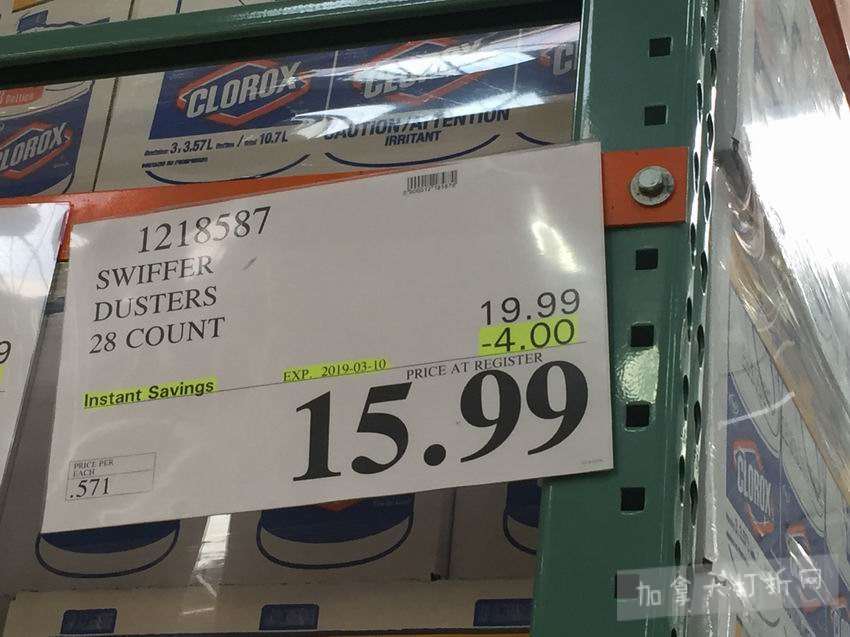 CLOROX
CLOROX
3 x 3.57L / 10.7L
CAUTION/ATTENTION
IRRITANT
1218587
SWIFFER
DUSTERS
28 COUNT
19.99
-4.00
Instant Savings
EXP. 2019-03-10
PRICE AT REGISTER
15.99
PRICE PER
EACH
.571
CLOROX
加拿大打折网